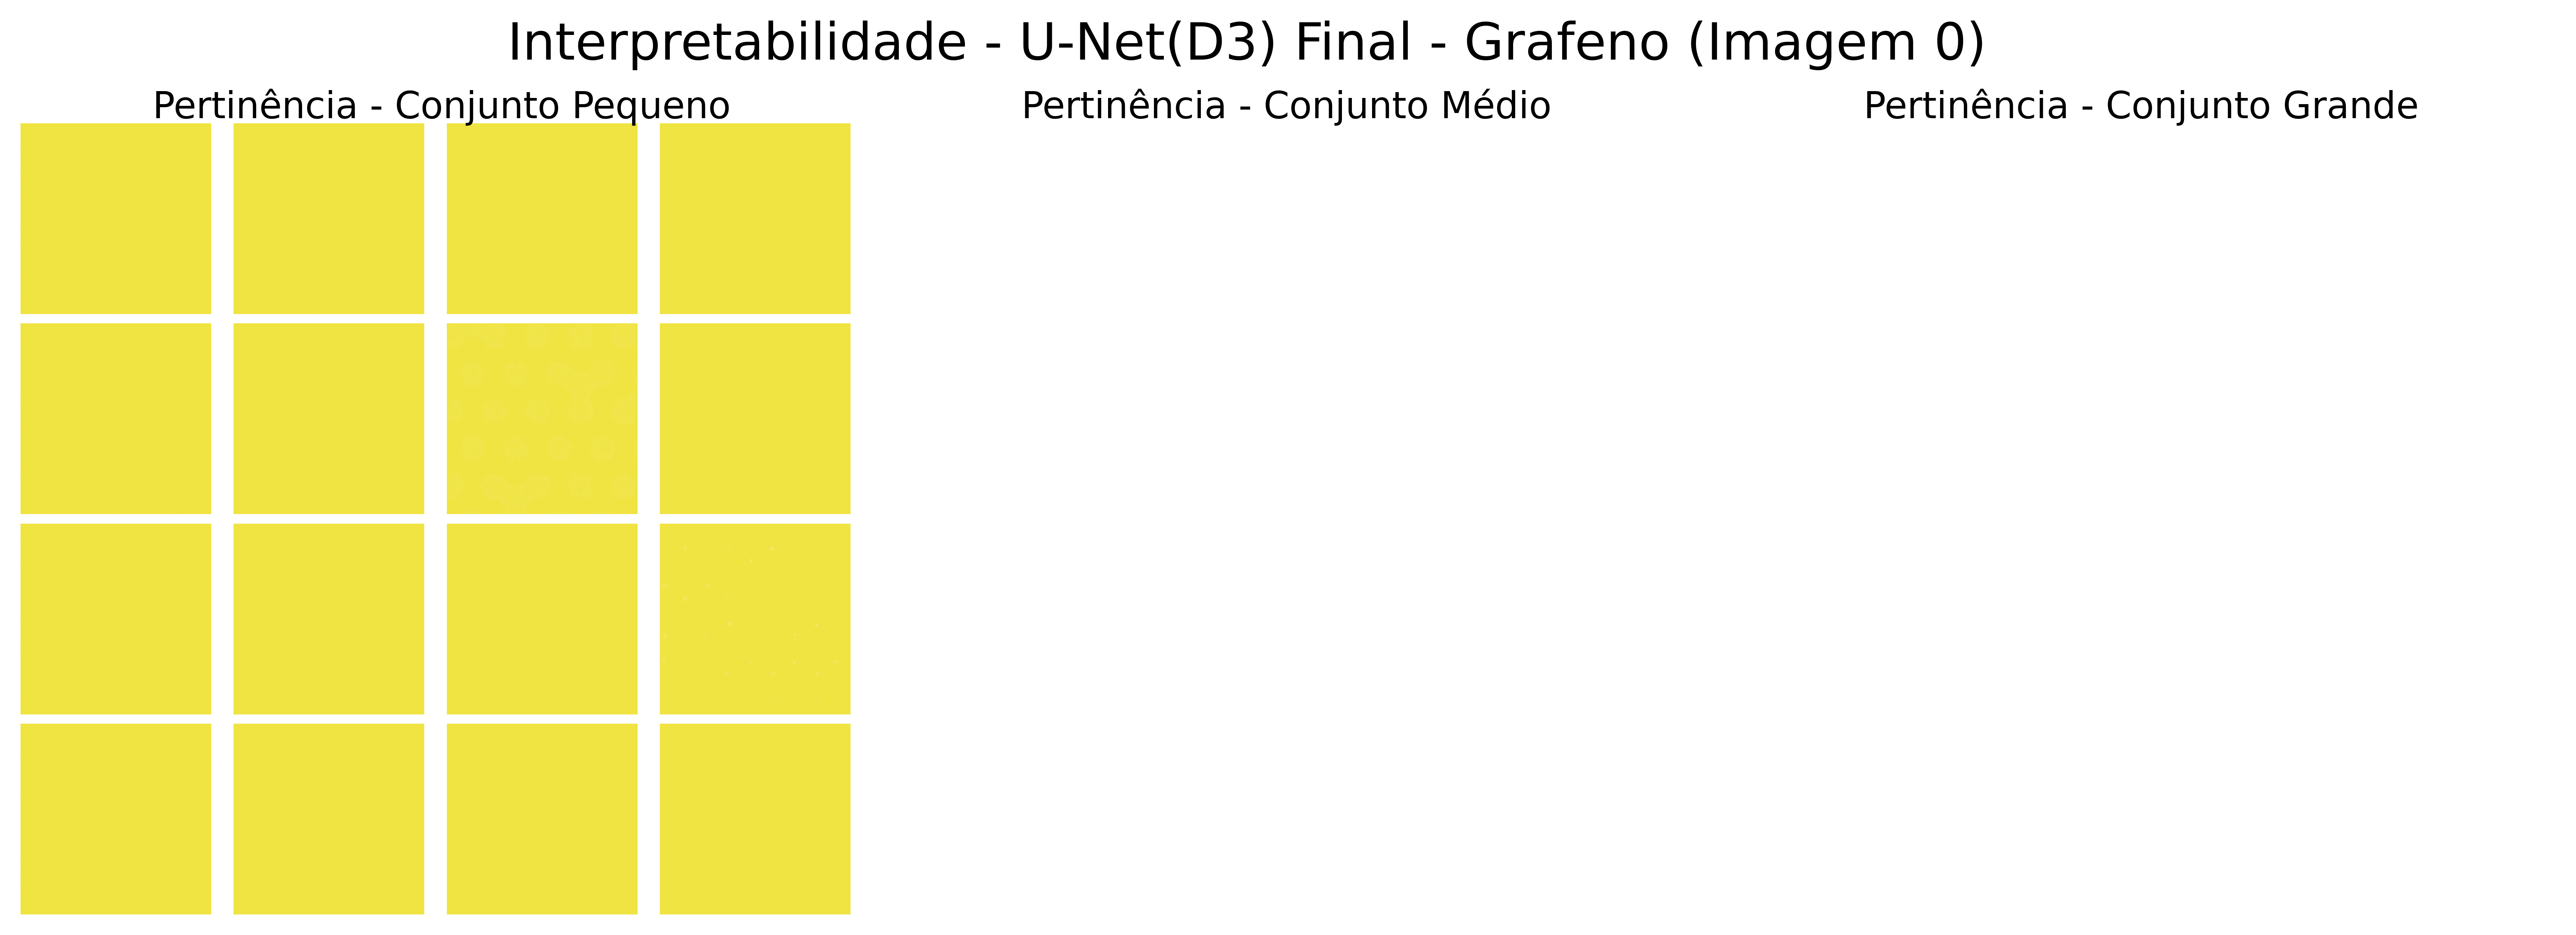 Interpretabilidade - U-Net(D3) Final - Grafeno (Imagem 0)
Pertinência - Conjunto Pequeno
Pertinência - Conjunto Médio
Pertinência - Conjunto Grande